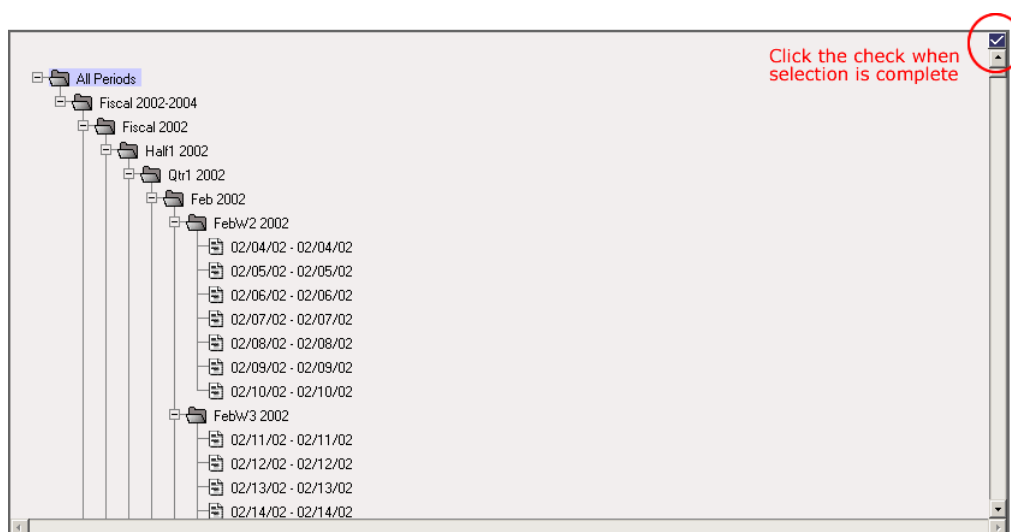 Click the check when
selection is complete
All Periods
Fiscal 2002-2004
Fiscal 2002
Half1 2002
Qtr1 2002
Feb 2002
FebW2 2002
02/04/02 - 02/04/02
02/05/02 - 02/05/02
02/06/02 - 02/06/02
02/07/02 - 02/07/02
02/08/02 - 02/08/02
02/09/02 - 02/09/02
02/10/02 - 02/10/02
FebW3 2002
02/11/02 - 02/11/02
02/12/02 - 02/12/02
02/13/02 - 02/13/02
02/14/02 - 02/14/02